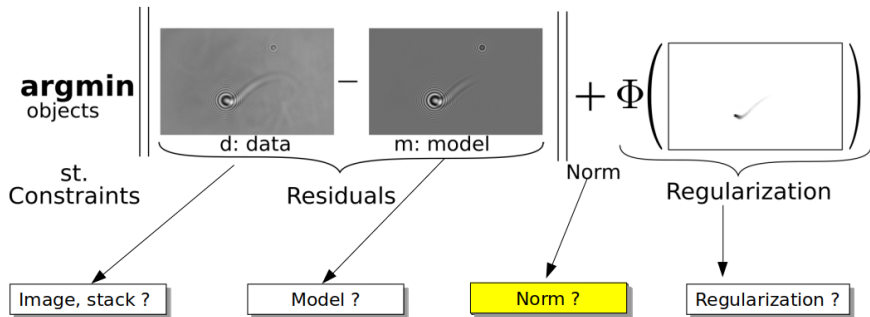 argmin
objects
st.
Constraints
−
+ Φ( )
d: data
m: model
Residuals
Norm
Regularization
Image, stack ?
Model ?
Norm ?
Regularization ?